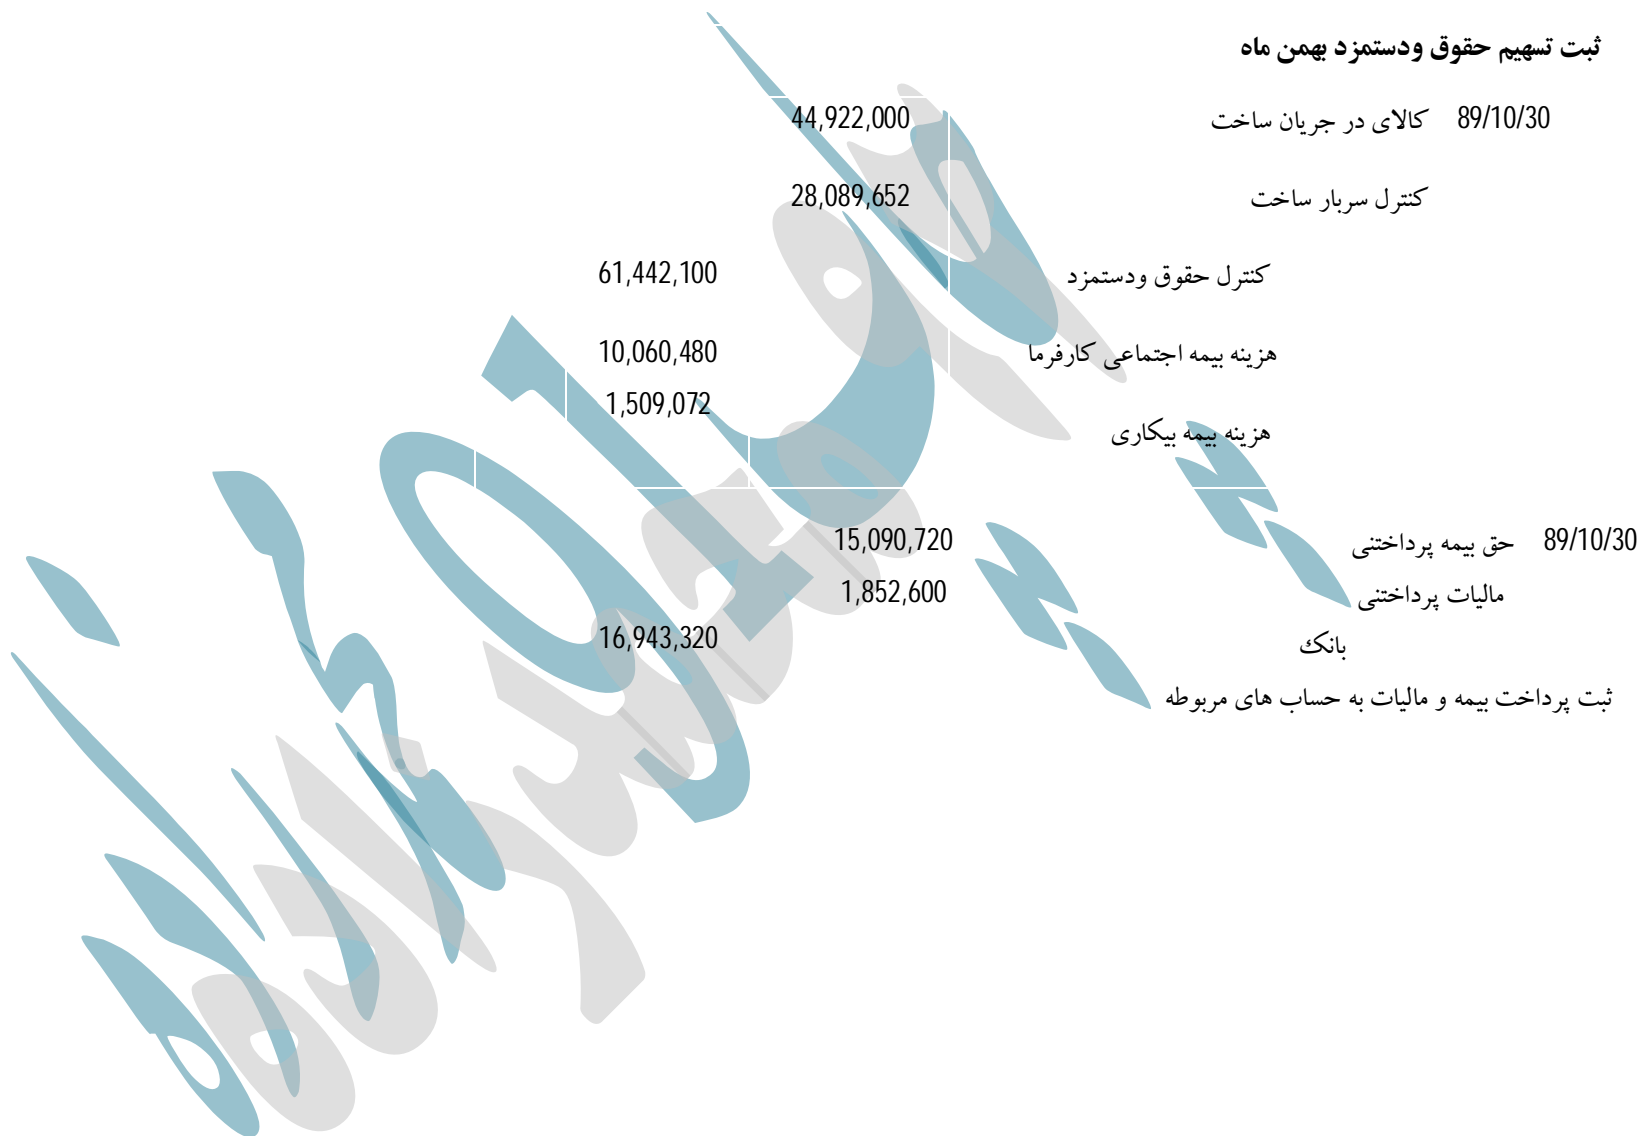 ثبت تسهیم حقوق ودستمزد بهمن ماه
89/10/30 کالای در جریان ساخت 44,922,000
کنترل سربار ساخت 28,089,652
کنترل حقوق ودستمزد 61,442,100
هزینه بیمه اجتماعی کارفرما 10,060,480
هزینه بیمه بیکاری 1,509,072
89/10/30 حق بیمه پرداختنی 15,090,720
مالیات پرداختنی 1,852,600
بانک 16,943,320
ثبت پرداخت بیمه و مالیات به حساب های مربوطه